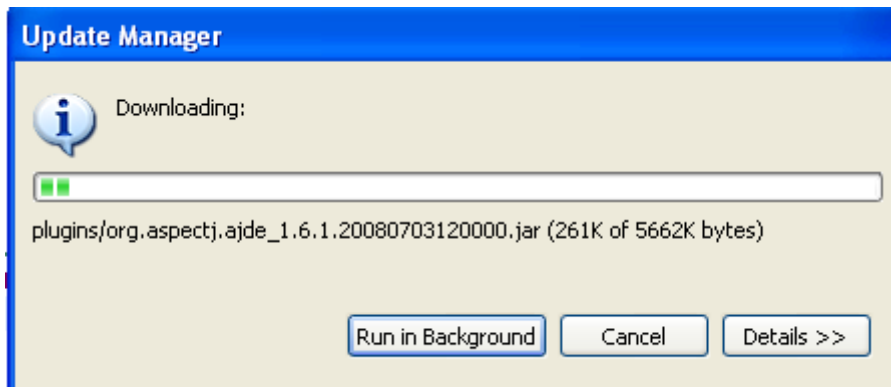 Update Manager
Downloading:
plugins/org.aspectj.ajde_1.6.1.20080703120000.jar (261K of 5662K bytes)
Run in Background Cancel Details >>